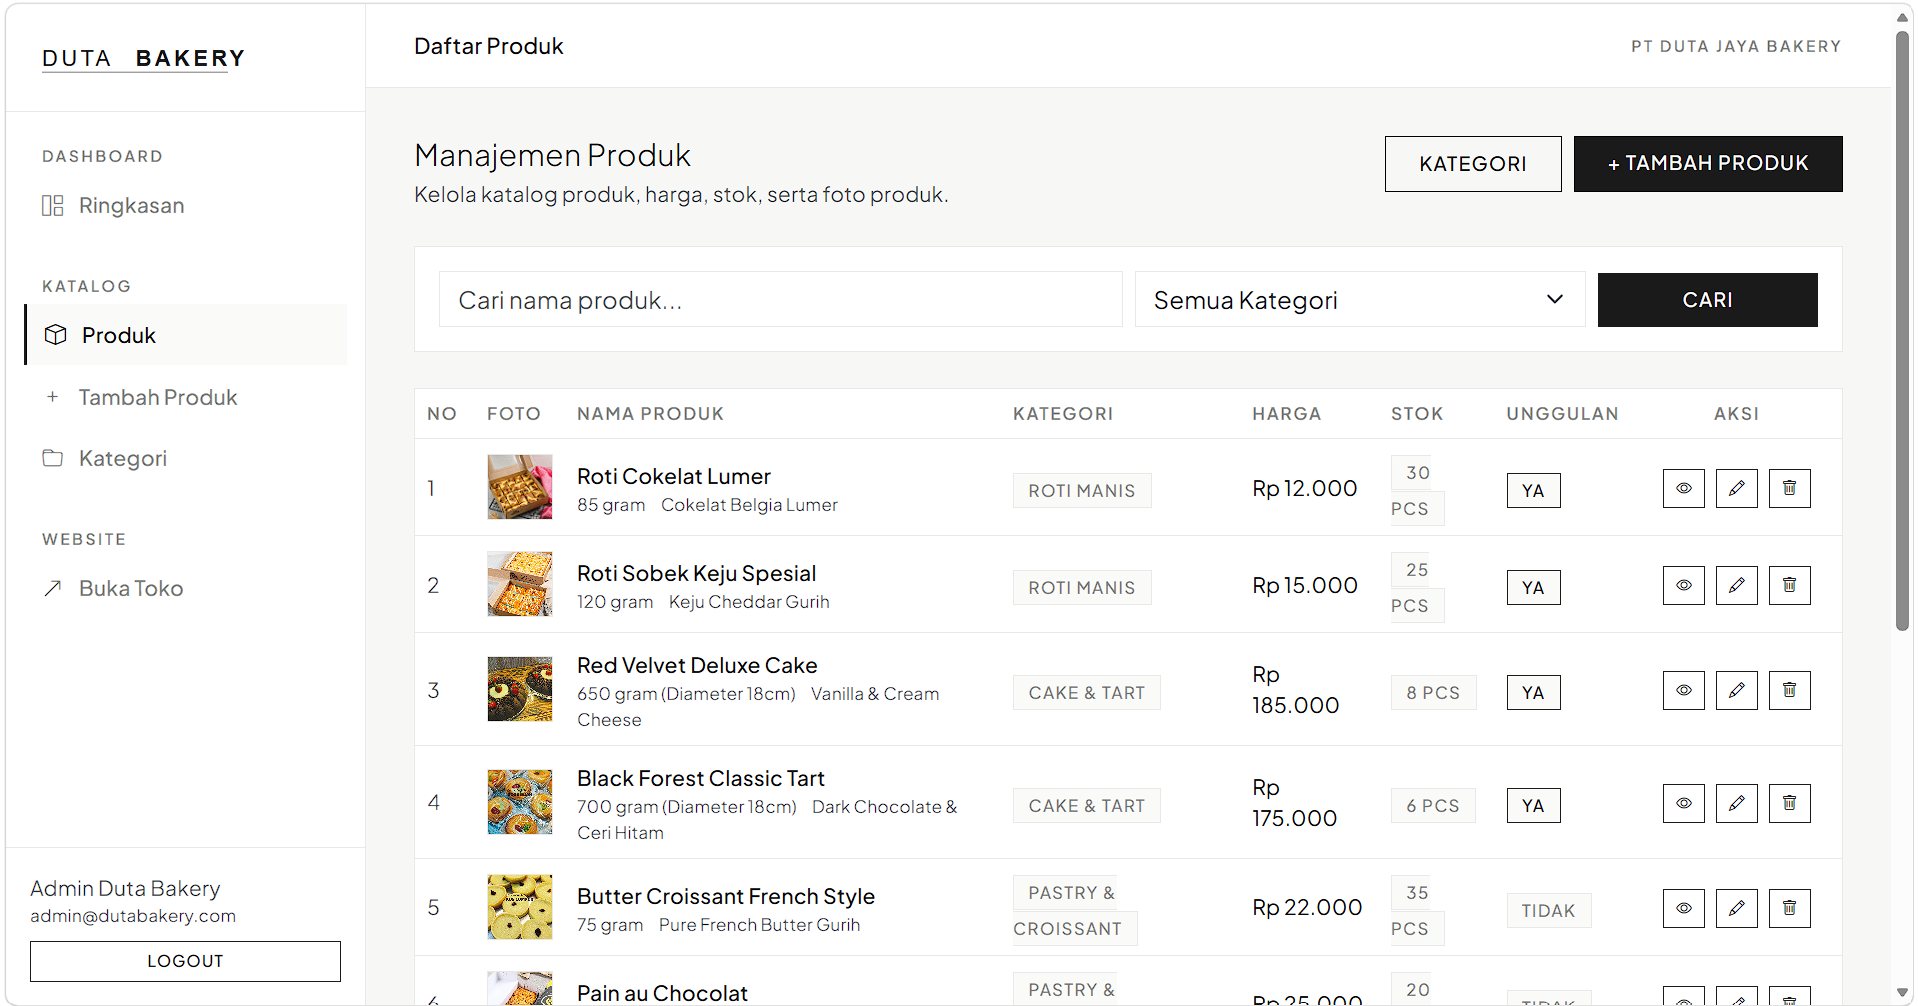 DUTA BAKERY
DASHBOARD
Ringkasan
KATALOG
Produk
+ Tambah Produk
Kategori
WEBSITE
Buka Toko
Admin Duta Bakery
admin@dutabakery.com
LOGOUT
Daftar Produk
PT DUTA JAYA BAKERY
Manajemen Produk
Kelola katalog produk, harga, stok, serta foto produk.
KATEGORI
+ TAMBAH PRODUK
Cari nama produk...
Semua Kategori
CARI
NO FOTO NAMA PRODUK KATEGORI HARGA STOK UNGGULAN AKSI
1 Roti Cokelat Lumer ROTI MANIS Rp 12.000 30 PCS YA
85 gram Cokelat Belgia Lumer
2 Roti Sobek Keju Spesial ROTI MANIS Rp 15.000 25 PCS YA
120 gram Keju Cheddar Gurih
3 Red Velvet Deluxe Cake CAKE & TART Rp 185.000 8 PCS YA
650 gram (Diameter 18cm) Vanilla & Cream
Cheese
4 Black Forest Classic Tart CAKE & TART Rp 175.000 6 PCS YA
700 gram (Diameter 18cm) Dark Chocolate &
Ceri Hitam
5 Butter Croissant French Style PASTRY & CROISSANT Rp 22.000 35 PCS TIDAK
75 gram Pure French Butter Gurih
6 Pain au Chocolat PASTRY & Rp 25.000 20 TIDAK